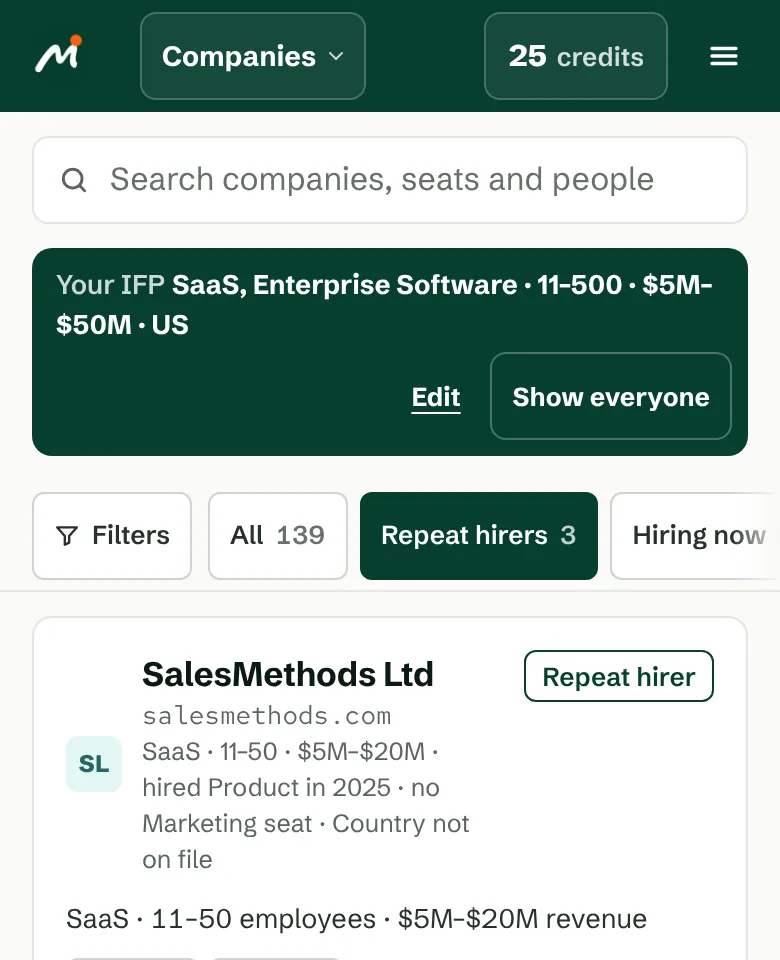 Companies
25 credits
Search companies, seats and people
Your IFP SaaS, Enterprise Software · 11–500 · $5M–
$50M · US
Edit
Show everyone
Filters
All 139
Repeat hirers 3
Hiring now
SalesMethods Ltd
Repeat hirer
salesmethods.com
SL
SaaS · 11–50 · $5M–$20M ·
hired Product in 2025 · no
Marketing seat · Country not
on file
SaaS · 11–50 employees · $5M–$20M revenue